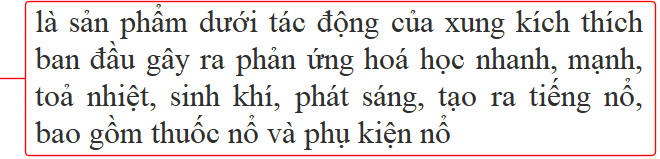 là sản phẩm dưới tác động của xung kích thích
ban đầu gây ra phản ứng hoá học nhanh, mạnh,
toả nhiệt, sinh khí, phát sáng, tạo ra tiếng nổ,
bao gồm thuốc nổ và phụ kiện nổ